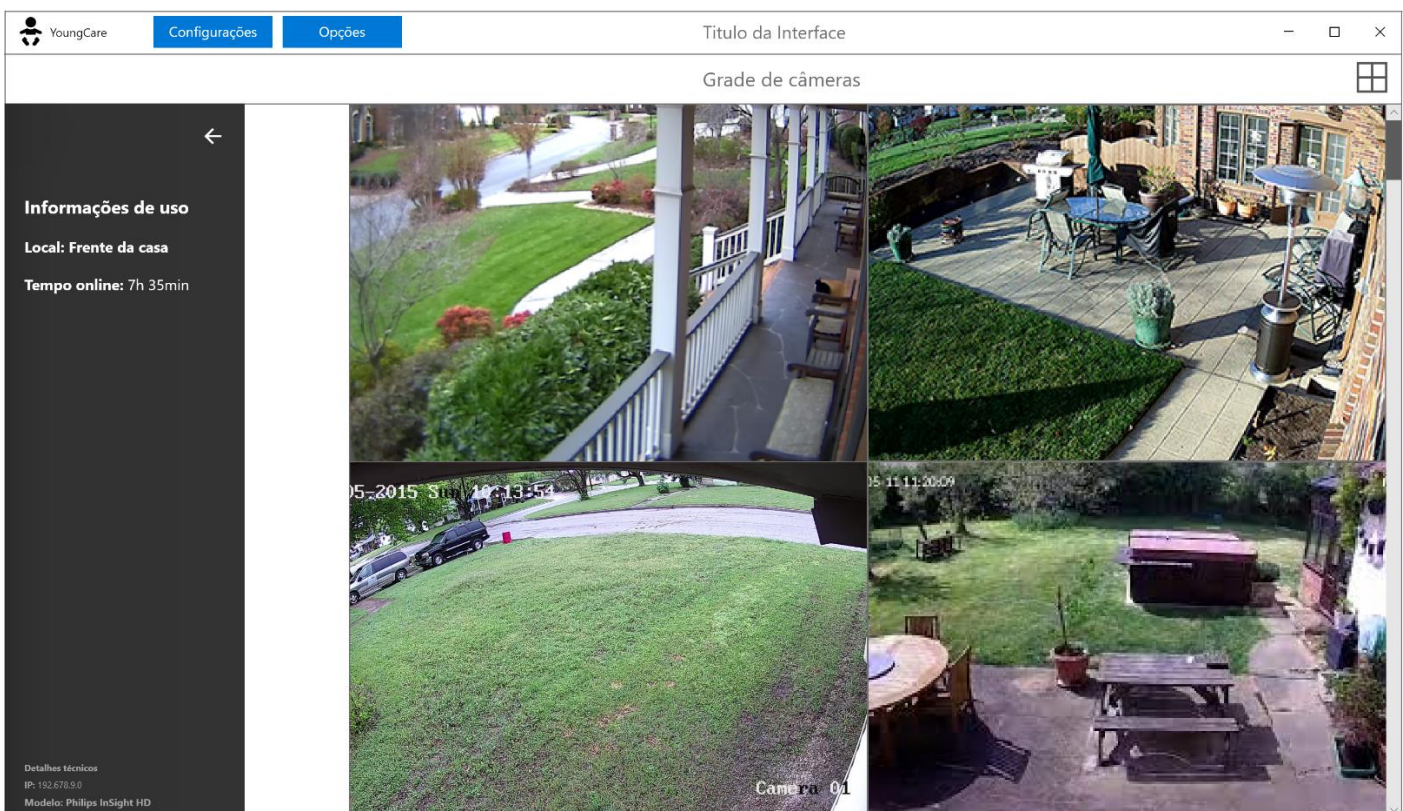 YoungCare
Configurações
Opções
Titulo da Interface
Grade de câmeras
Informações de uso
Local: Frente da casa
Tempo online: 7h 35min
Detalhes técnicos
IP: 192.678.9.0
Modelo: Philips InSight HD
05-2015 Sun 10:13:54
Camera 01
05-11 11:20:09